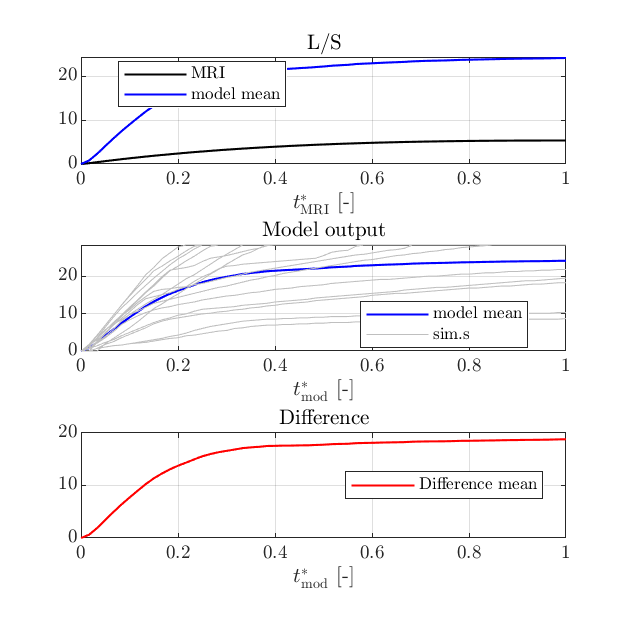 L/S
20
10
0
MRI
model mean
0 0.2 0.4 0.6 0.8 1
t*MRI [-]
Model output
20
10
0
model mean
sim.s
0 0.2 0.4 0.6 0.8 1
t*mod [-]
Difference
20
10
0
Difference mean
0 0.2 0.4 0.6 0.8 1
t*mod [-]